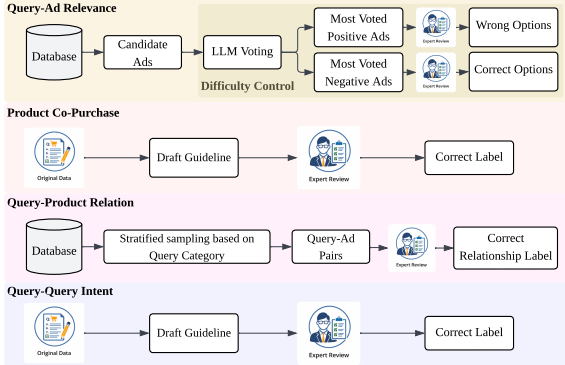 Query-Ad Relevance
Database
Candidate
Ads
LLM Voting
Difficulty Control
Most Voted
Positive Ads
Expert Review
Wrong Options
Most Voted
Negative Ads
Expert Review
Correct Options
Product Co-Purchase
Original Data
Draft Guideline
Expert Review
Correct Label
Query-Product Relation
Database
Stratified sampling based on
Query Category
Query-Ad
Pairs
Expert Review
Correct
Relationship Label
Query-Query Intent
Original Data
Draft Guideline
Expert Review
Correct Label